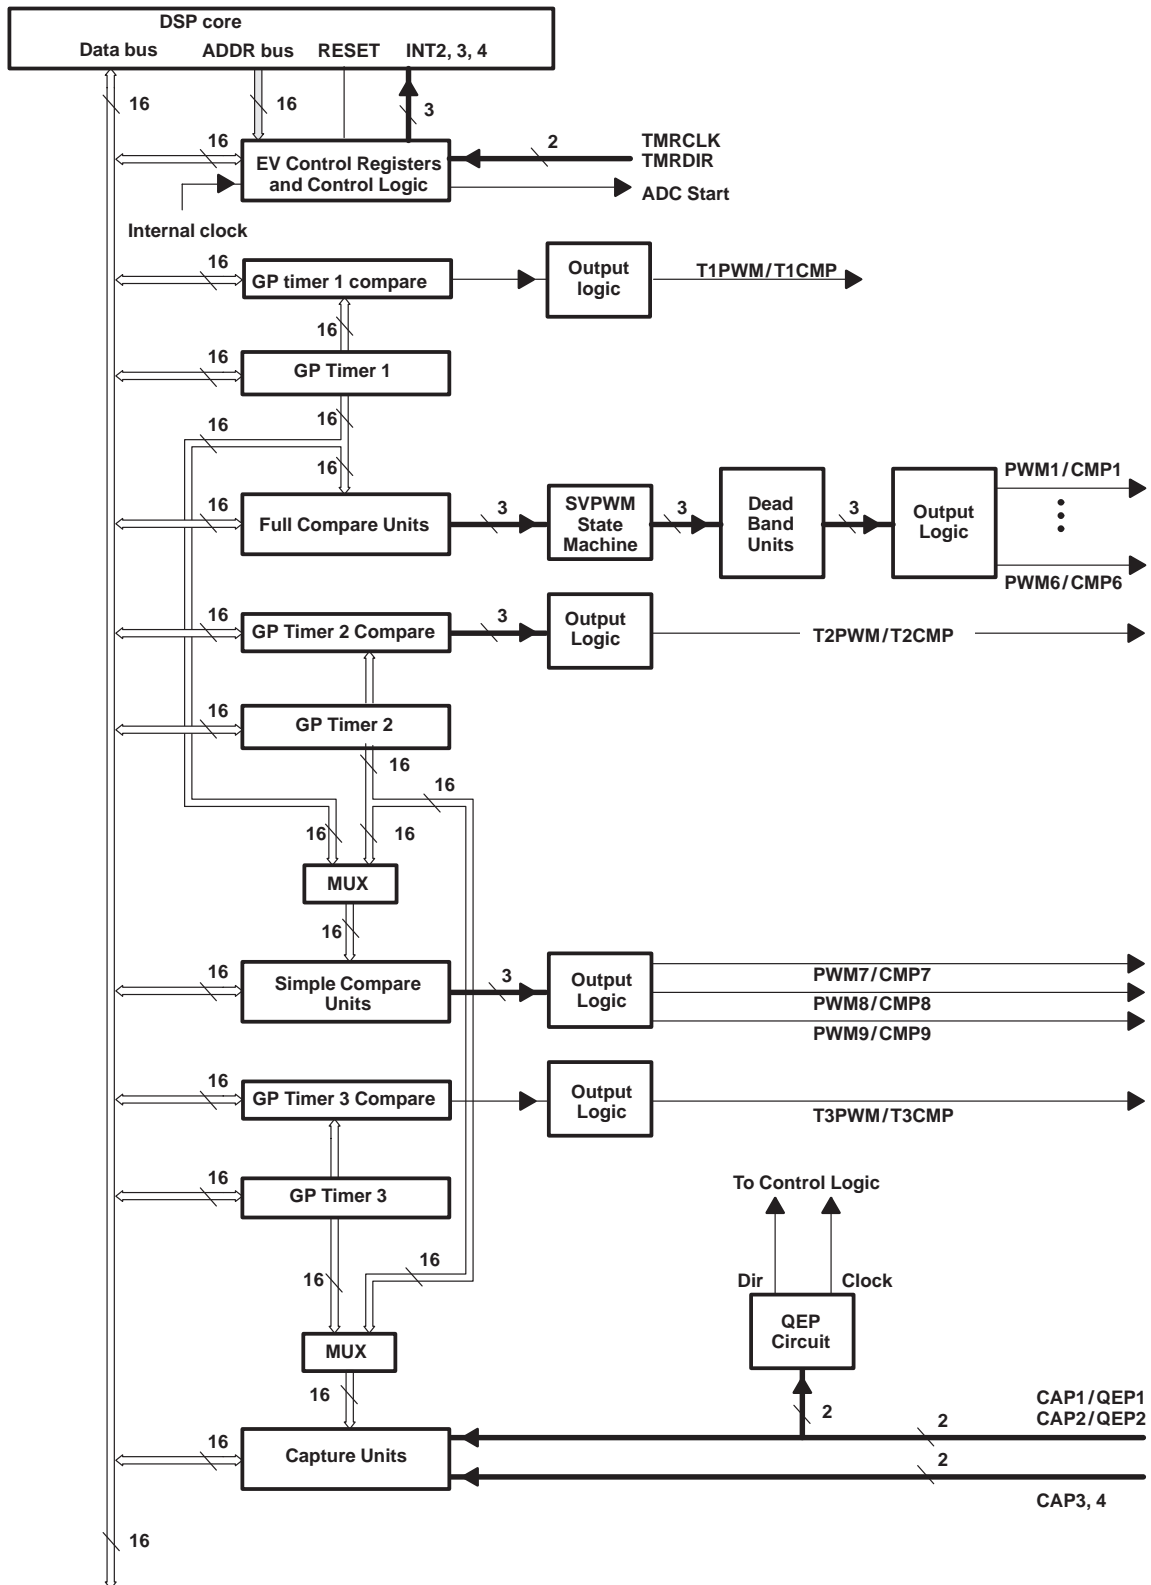 DSP core
Data bus ADDR bus RESET INT2, 3, 4
16 16 3
16 2 TMRCLK
EV Control Registers TMRDIR
and Control Logic ADC Start
Internal clock
16 GP timer 1 compare Output
logic T1PWM/T1CMP
16
16 GP Timer 1
16 16
16
16 Full Compare Units 3 SVPWM
State
Machine 3 Dead
Band
Units 3 Output
Logic PWM1/CMP1
PWM6/CMP6
16 GP Timer 2 Compare 3 Output
Logic T2PWM/T2CMP
16 GP Timer 2
16 16
16 16
MUX
16
16 Simple Compare
Units 3 Output
Logic PWM7/CMP7
PWM8/CMP8
PWM9/CMP9
16 GP Timer 3 Compare Output
Logic T3PWM/T3CMP
16 GP Timer 3
To Control Logic
16 16
Dir Clock
QEP
Circuit
MUX
16
2 2 CAP1/QEP1
CAP2/QEP2
16 Capture Units
2
CAP3, 4
16